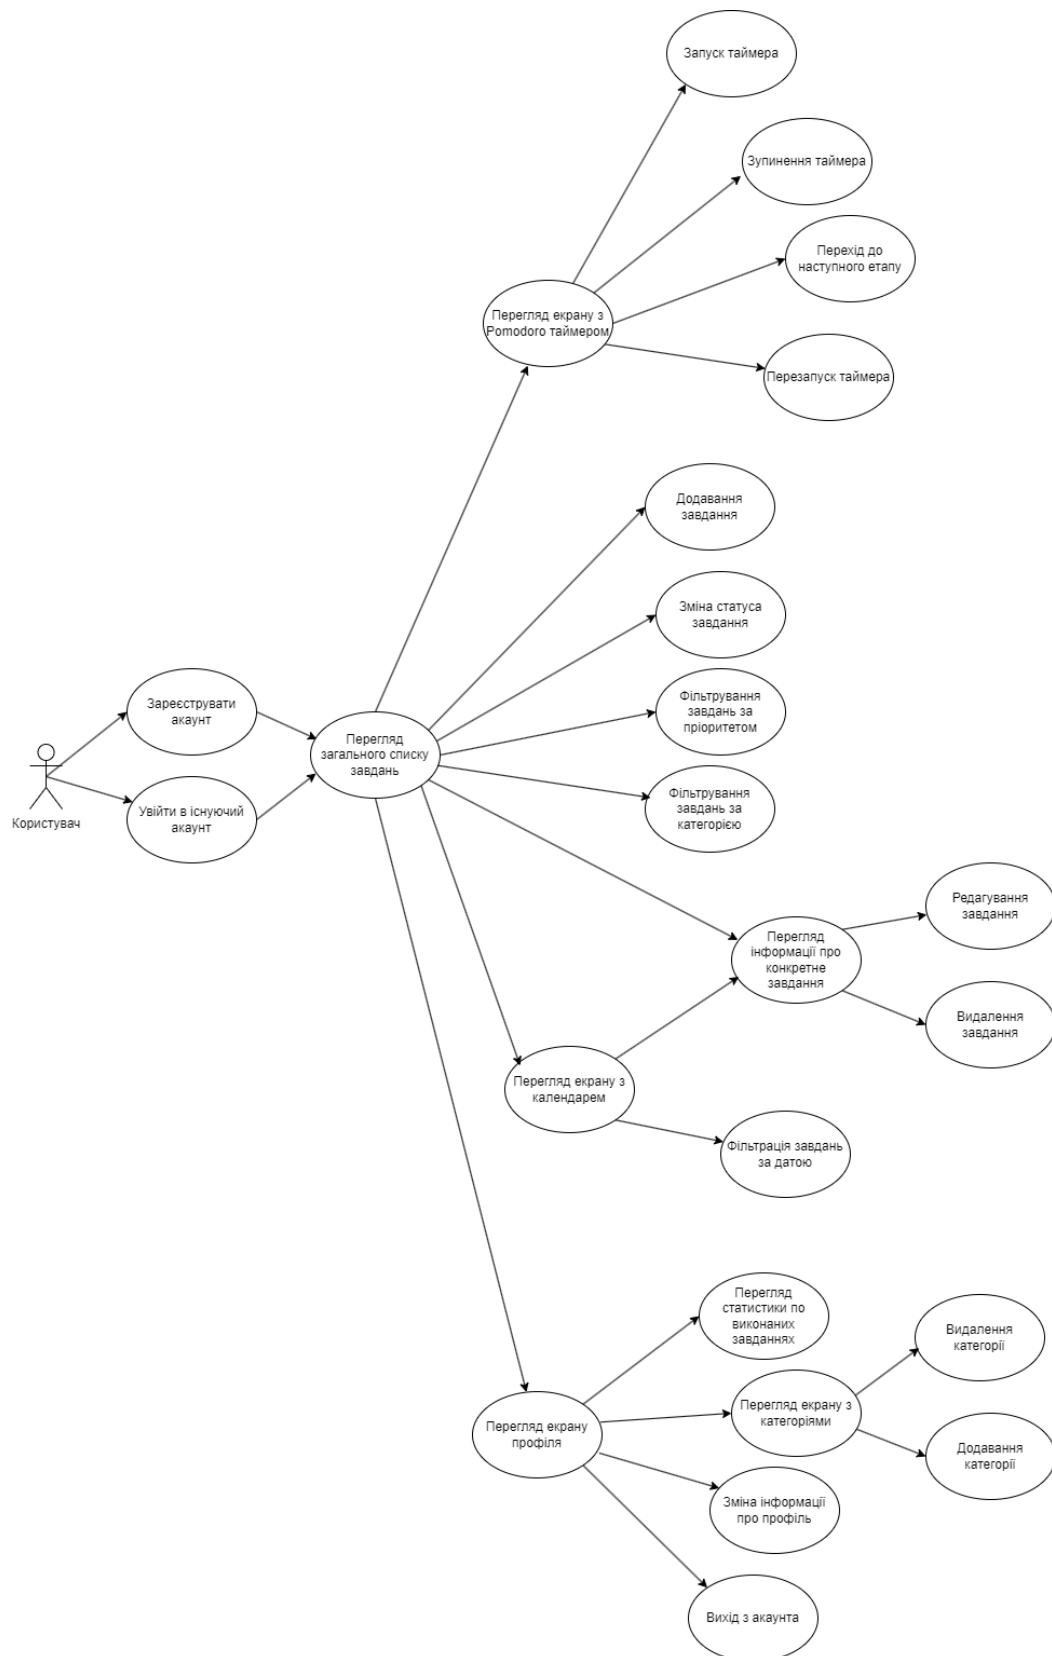 Запуск таймера
Зупинення таймера
Перехід до
наступного етапу
Перегляд екрану з
Pomodoro таймером
Перезапуск таймера
Додавання
завдання
Зміна статуса
завдання
Фільтрування
завдань за
пріоритетом
Зареєструвати
акаунт
Перегляд
загального списку
завдань
Увійти в існуючий
акаунт
Користувач
Фільтрування
завдань за
категорією
Редагування
завдання
Перегляд
інформації про
конкретне
завдання
Видалення
завдання
Перегляд екрану з
календарем
Фільтрація завдань
за датою
Перегляд
статистики по
виконаних
завданнях
Видалення
категорії
Перегляд екрану з
категоріями
Перегляд екрану
профіля
Додавання
категорії
Зміна інформації
про профіль
Вихід з акаунта